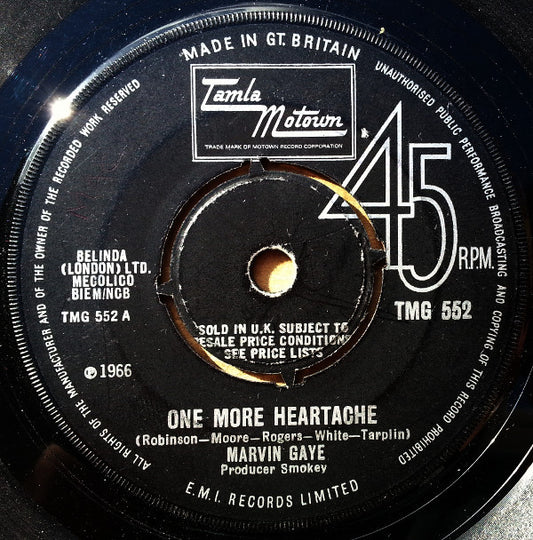 MADE IN GT. BRITAIN
UNAUTHORISED PUBLIC PERFORMANCE BROADCASTING AND COPYING OF THIS RECORD PROHIBITED
ALL RIGHTS OF THE MANUFACTURER AND OF THE OWNER OF THE RECORDED WORK RESERVED
Tamla
Motown
TRADE MARK OF MOTOWN RECORD CORPORATION
45
R.P.M.
BELINDA
(LONDON) LTD.
MECOLICO
BIEM/NCB
TMG 552 A
TMG 552
SOLD IN U.K. SUBJECT TO
RESALE PRICE CONDITIONS
SEE PRICE LISTS
℗ 1966
ONE MORE HEARTACHE
(Robinson—Moore—Rogers—White—Tarplin)
MARVIN GAYE
Producer Smokey
E.M.I. RECORDS LIMITED